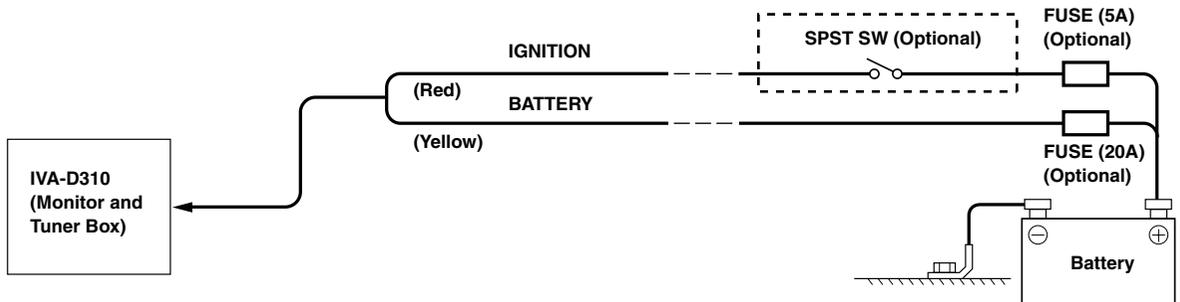 FUSE (5A)
(Optional)
SPST SW (Optional)
IGNITION
(Red)
BATTERY
(Yellow)
FUSE (20A)
(Optional)
IVA-D310
(Monitor and
Tuner Box)
Battery